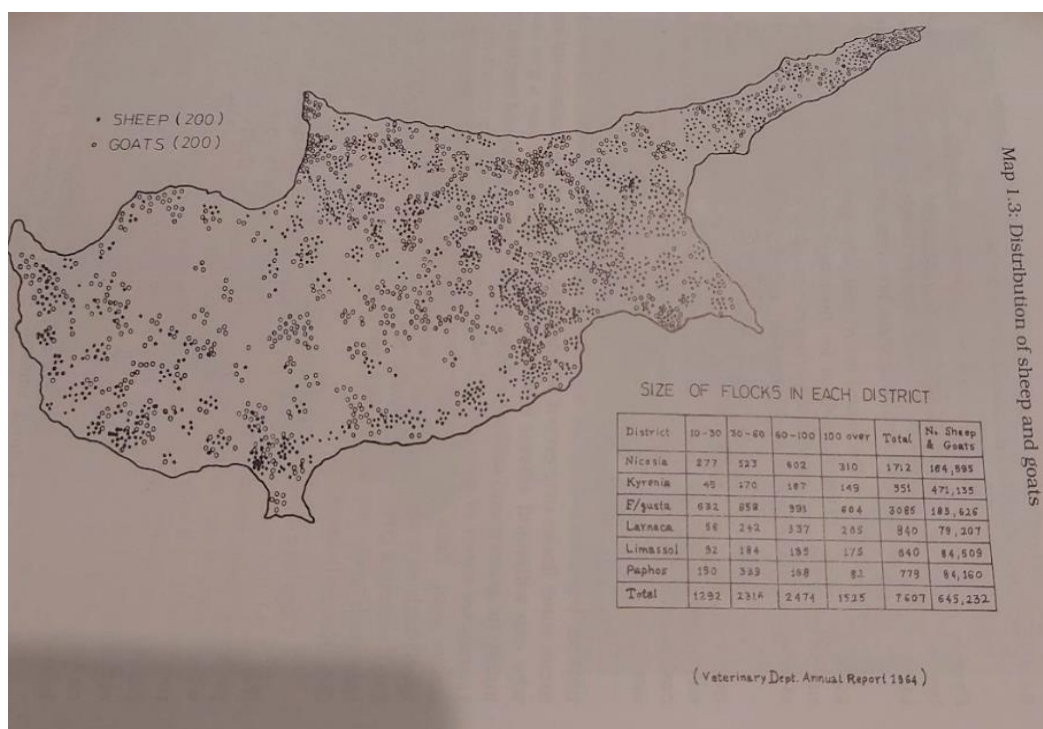 SHEEP (200)
GOATS (200)
Map 1.3: Distribution of sheep and goats
SIZE OF FLOCKS IN EACH DISTRICT
District 10-30 30-60 60-100 100 over Total No. Sheep & Goats
Nicosia 277 523 602 310 1712 164,595
Kyrenia 45 170 187 149 551 471,135
F/gusta 632 858 991 604 3085 185,626
Larnaca 56 242 337 205 840 79,207
Limassol 92 184 189 175 640 84,509
Paphos 190 339 168 82 779 84,160
Total 1292 2316 2474 1525 7607 645,232
(Veterinary Dept. Annual Report 1964)